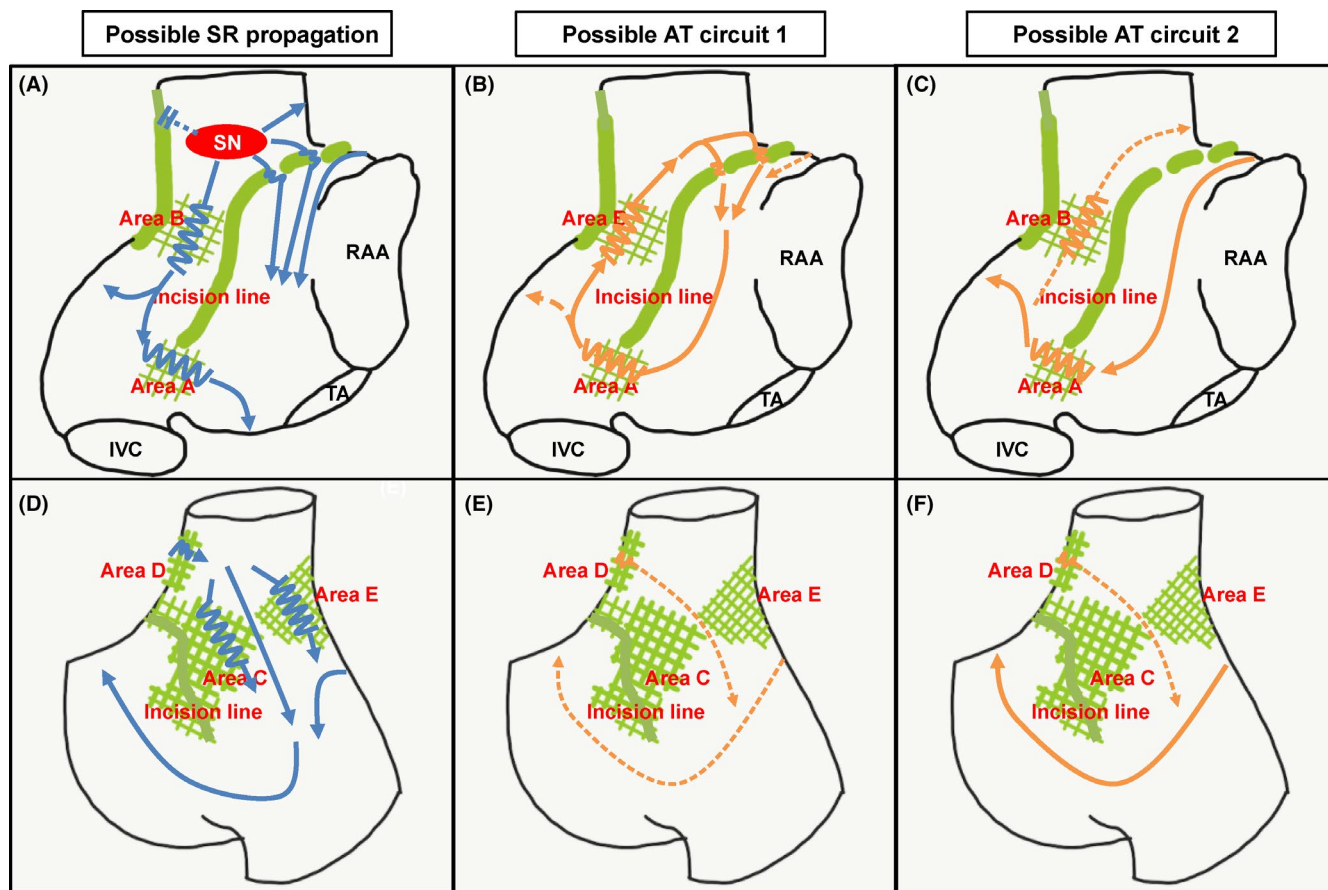 Possible SR propagation
Possible AT circuit 1
Possible AT circuit 2
(A)
SN
Area B
RAA
Incision line
Area A
TA
IVC
(B)
Area E
RAA
Incision line
Area A
TA
IVC
(C)
Area B
RAA
Incision line
Area A
TA
IVC
(D)
Area D
Area E
Area C
Incision line
(E)
Area D
Area E
Area C
Incision line
(F)
Area D
Area E
Area C
Incision line